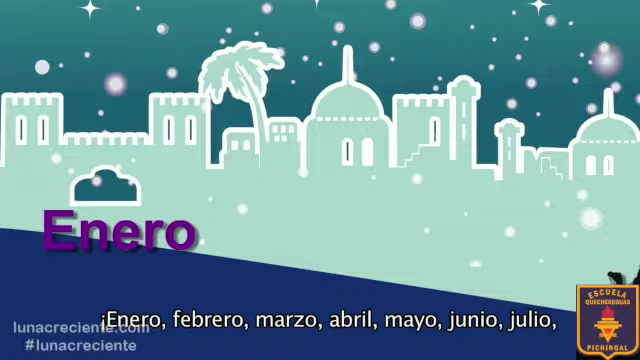 Enero
¡Enero, febrero, marzo, abril, mayo, junio, julio,
lunacreciente.com
#lunacreciente
ESCUELA
QUECHEREGUAS
PICHINGAL